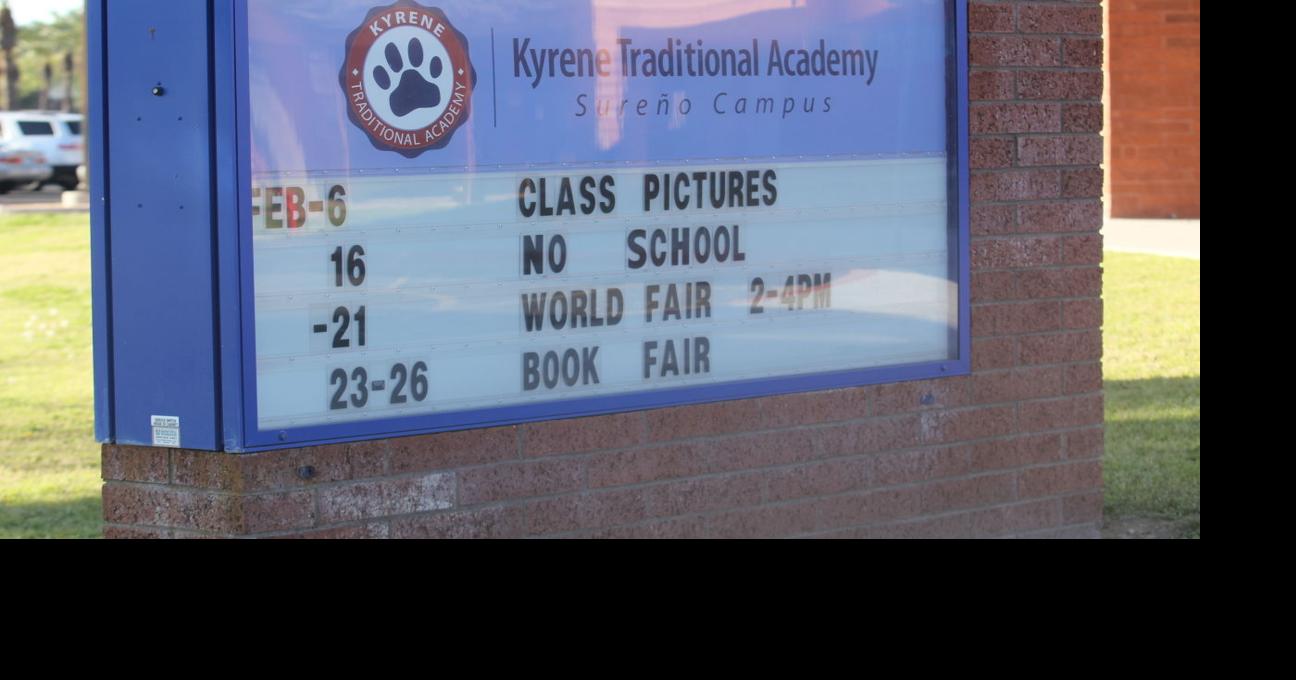 KYRENE
TRADITIONAL ACADEMY
Kyrene Traditional Academy
Sureño Campus
FEB-6 CLASS PICTURES
16 NO SCHOOL
-21 WORLD FAIR 2-4PM
23-26 BOOK FAIR